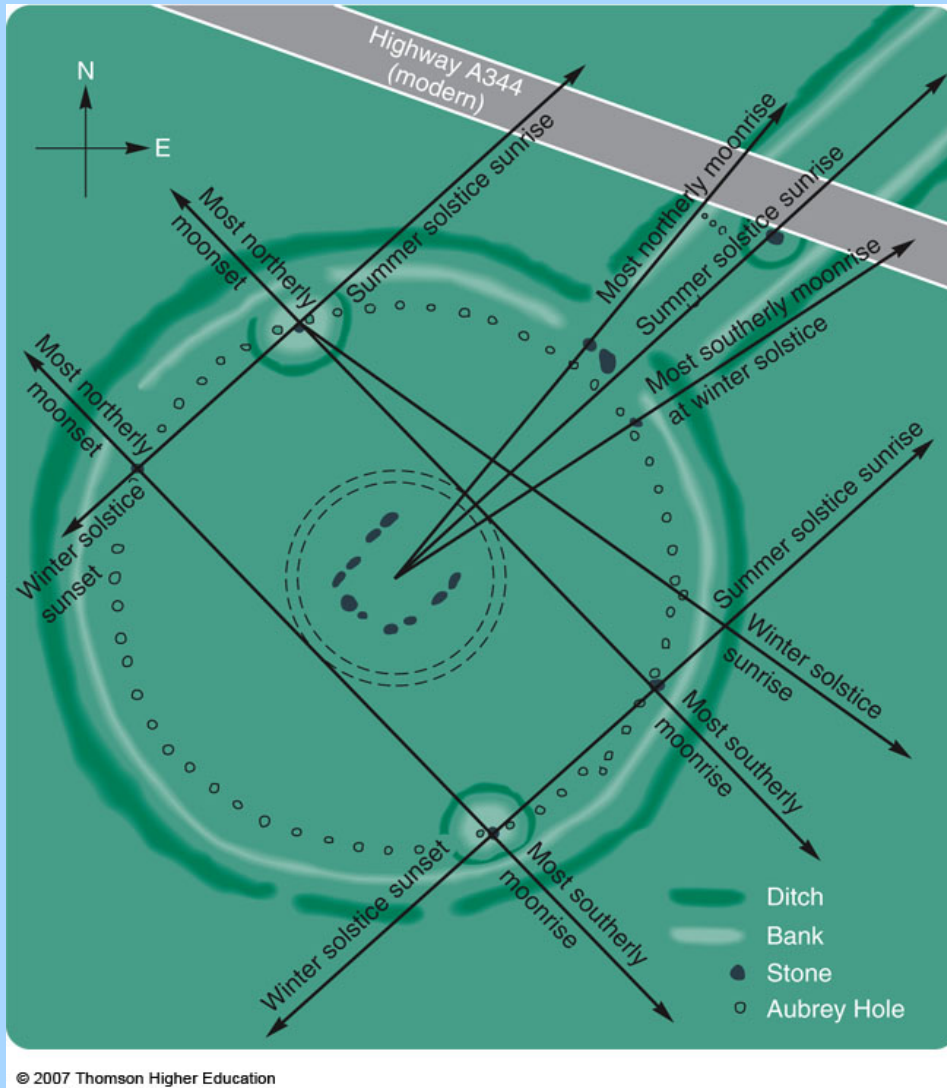 Highway A344
(modern)
N
E
Most northerly
moonset
Summer solstice sunrise
Most northerly moonrise
Summer solstice sunrise
Most southerly moonrise
at winter solstice
Most northerly
moonset
Winter solstice
sunset
Summer solstice sunrise
Winter solstice
sunrise
Most southerly
moonrise
Winter solstice sunset
Most southerly
moonrise
Ditch
Bank
Stone
Aubrey Hole
© 2007 Thomson Higher Education